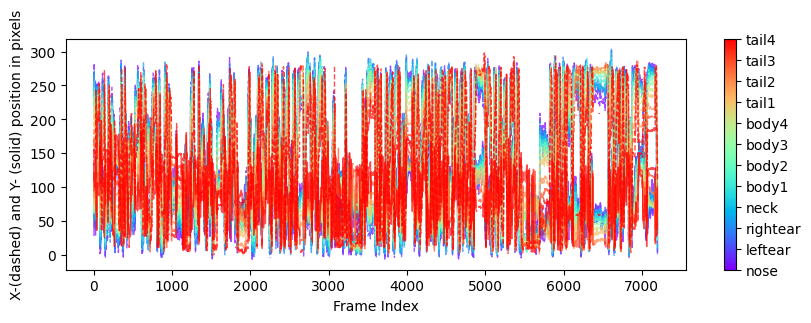 X-(dashed) and Y- (solid) position in pixels
300
250
200
150
100
50
0
0 1000 2000 3000 4000 5000 6000 7000
Frame Index
tail4
tail3
tail2
tail1
body4
body3
body2
body1
neck
rightear
leftear
nose